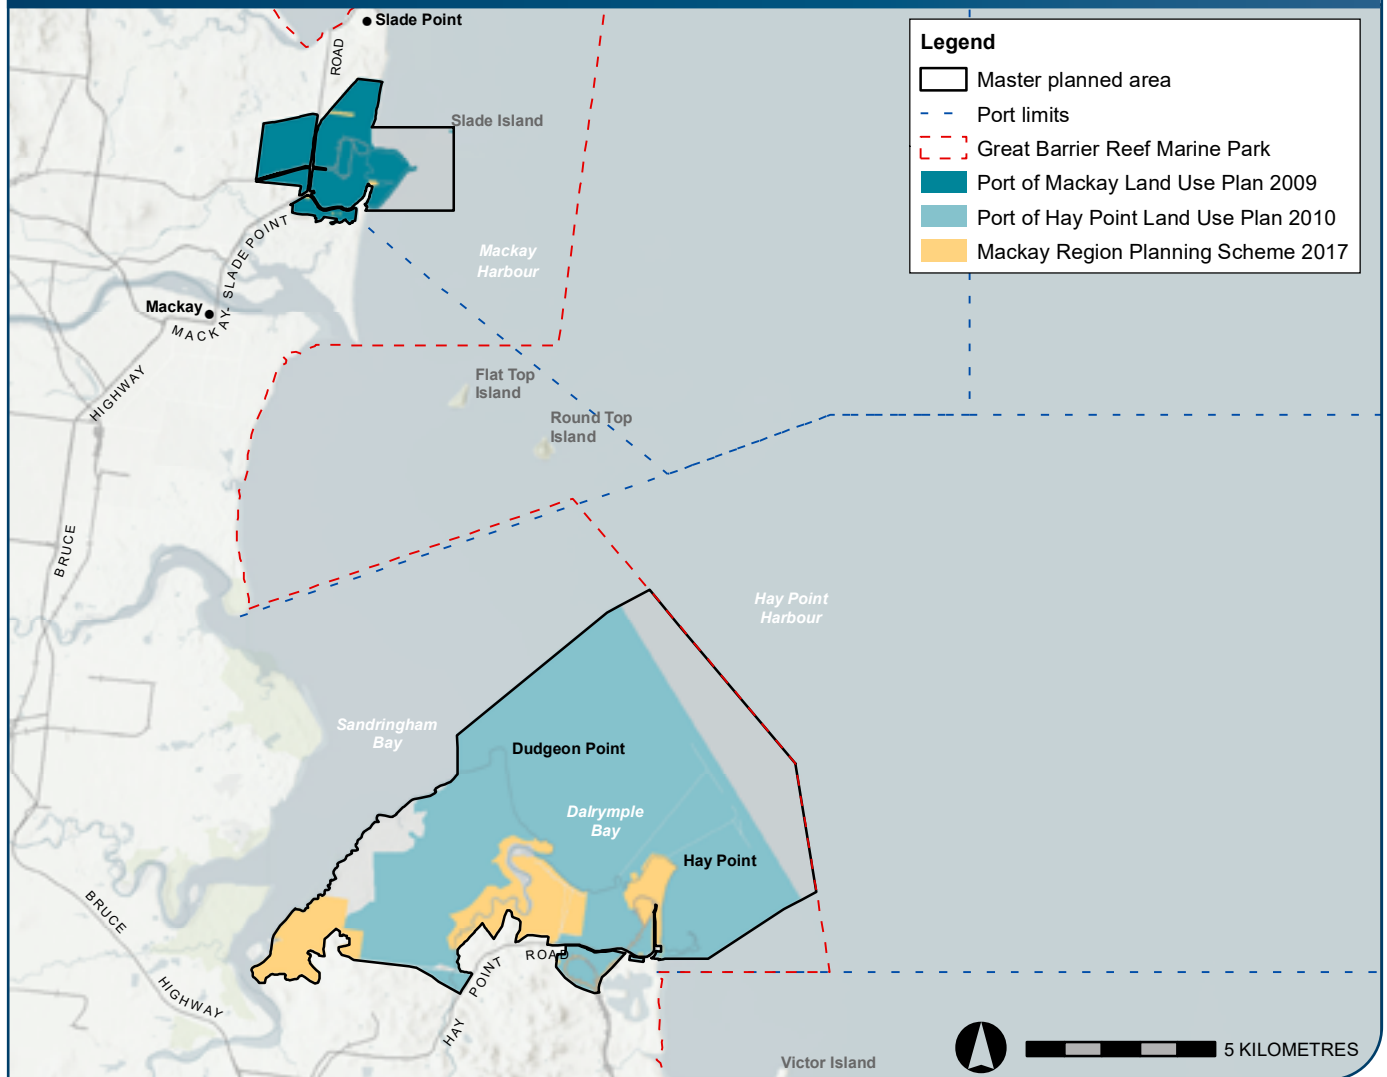 Slade Point
ROAD
Legend
Master planned area
Port limits
Great Barrier Reef Marine Park
Port of Mackay Land Use Plan 2009
Port of Hay Point Land Use Plan 2010
Mackay Region Planning Scheme 2017
Slade Island
Mackay
Harbour
Mackay
MACKAY- SLADE POINT
HIGHWAY
BRUCE
Flat Top
Island
Round Top
Island
Hay Point
Harbour
Sandringham
Bay
Dudgeon Point
Dalrymple
Bay
Hay Point
BRUCE
HIGHWAY
HAY POINT ROAD
Victor Island
5 KILOMETRES